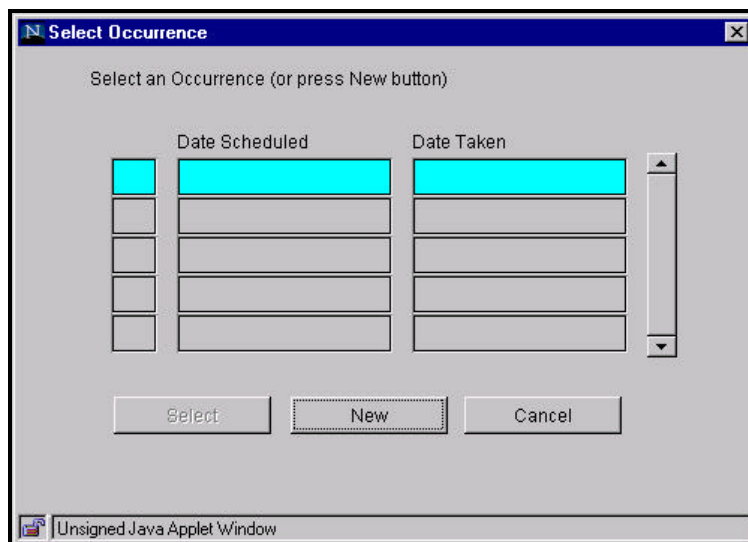 N Select Occurrence
Select an Occurrence (or press New button)
Date Scheduled Date Taken
Select New Cancel
Unsigned Java Applet Window